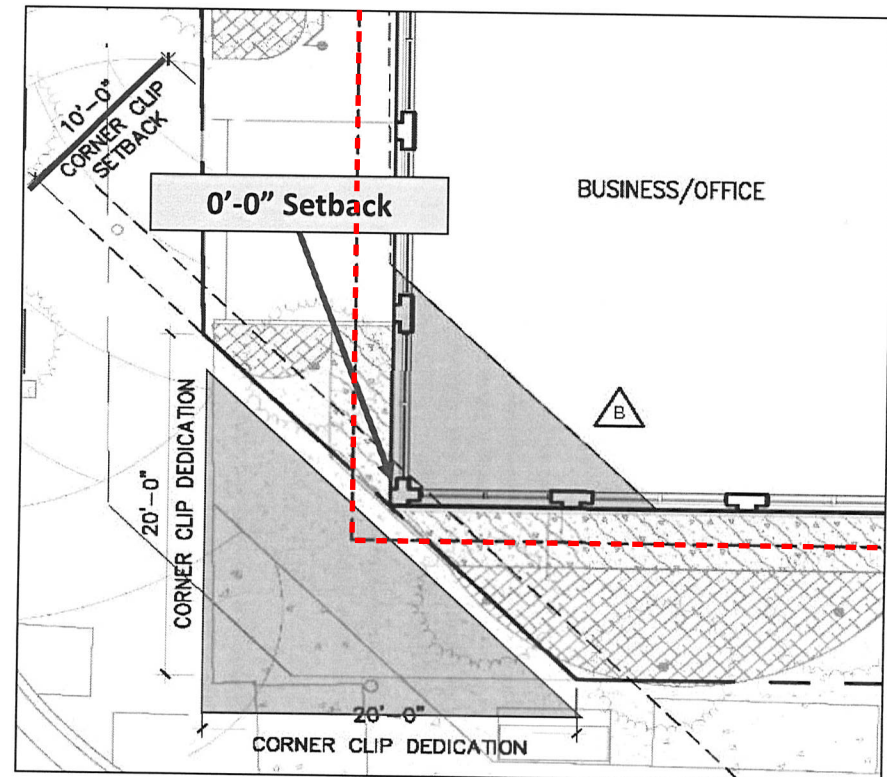 10'-0"
CORNER CLIP
SETBACK
0'-0" Setback
BUSINESS/OFFICE
B
20'-0"
CORNER CLIP DEDICATION
20'-0"
CORNER CLIP DEDICATION